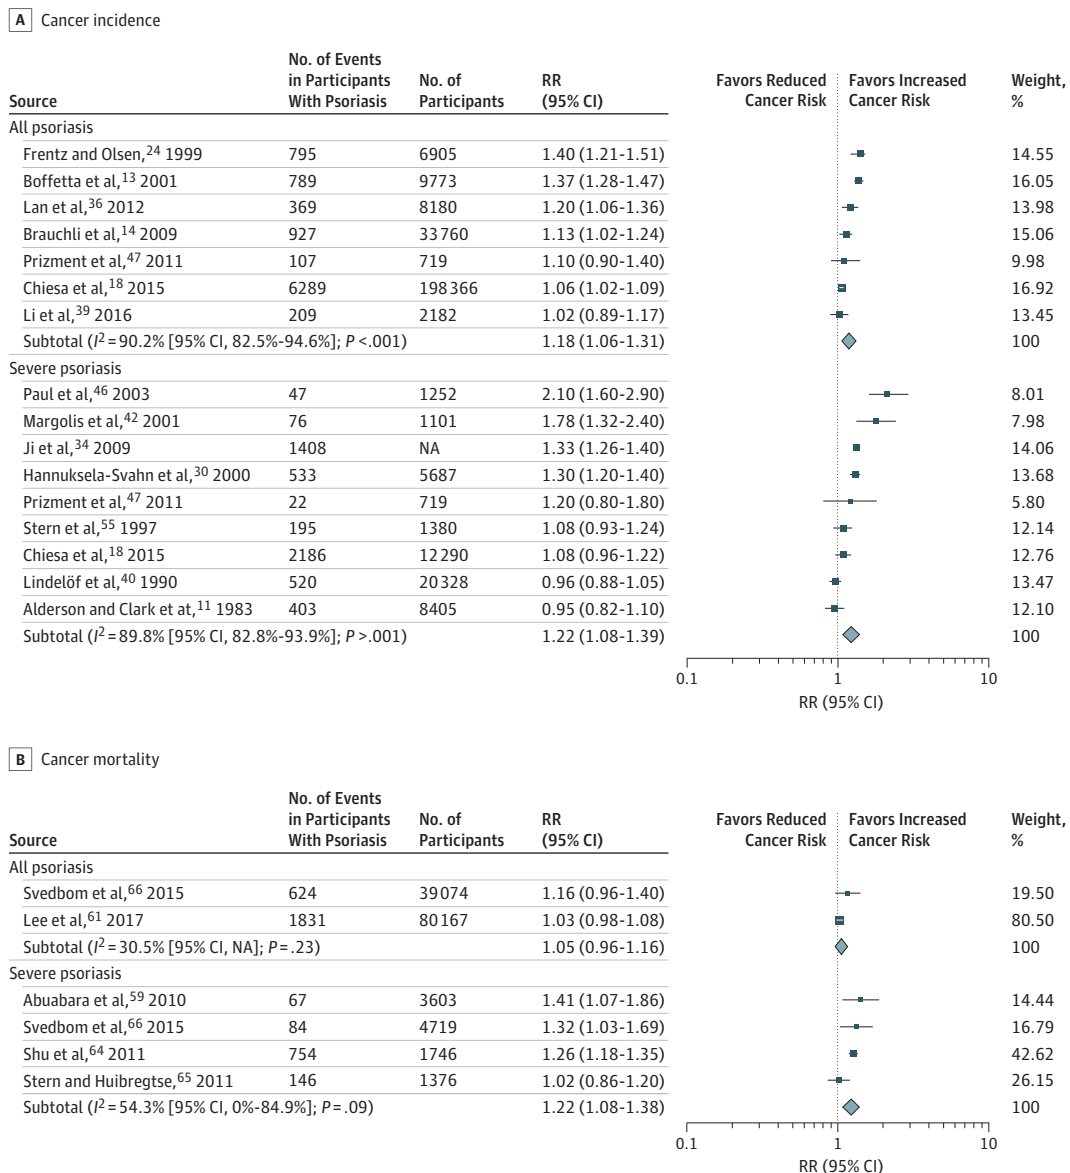 A Cancer incidence
Source No. of Events in Participants With Psoriasis No. of Participants RR (95% CI) Favors Reduced Cancer Risk Favors Increased Cancer Risk Weight, %
All psoriasis
Frentz and Olsen,24 1999 795 6905 1.40 (1.21-1.51) 14.55
Boffetta et al,13 2001 789 9773 1.37 (1.28-1.47) 16.05
Lan et al,36 2012 369 8180 1.20 (1.06-1.36) 13.98
Brauchli et al,14 2009 927 33760 1.13 (1.02-1.24) 15.06
Prizment et al,47 2011 107 719 1.10 (0.90-1.40) 9.98
Chiesa et al,18 2015 6289 198366 1.06 (1.02-1.09) 16.92
Li et al,39 2016 209 2182 1.02 (0.89-1.17) 13.45
Subtotal (I2 = 90.2% [95% CI, 82.5%-94.6%]; P <.001) 1.18 (1.06-1.31) 100
Severe psoriasis
Paul et al,46 2003 47 1252 2.10 (1.60-2.90) 8.01
Margolis et al,42 2001 76 1101 1.78 (1.32-2.40) 7.98
Ji et al,34 2009 1408 NA 1.33 (1.26-1.40) 14.06
Hannuksela-Svahn et al,30 2000 533 5687 1.30 (1.20-1.40) 13.68
Prizment et al,47 2011 22 719 1.20 (0.80-1.80) 5.80
Stern et al,55 1997 195 1380 1.08 (0.93-1.24) 12.14
Chiesa et al,18 2015 2186 12290 1.08 (0.96-1.22) 12.76
Lindelöf et al,40 1990 520 20328 0.96 (0.88-1.05) 13.47
Alderson and Clark et at,11 1983 403 8405 0.95 (0.82-1.10) 12.10
Subtotal (I2 = 89.8% [95% CI, 82.8%-93.9%]; P >.001) 1.22 (1.08-1.39) 100
0.1 1 10
RR (95% CI)
B Cancer mortality
Source No. of Events in Participants With Psoriasis No. of Participants RR (95% CI) Favors Reduced Cancer Risk Favors Increased Cancer Risk Weight, %
All psoriasis
Svedbom et al,66 2015 624 39074 1.16 (0.96-1.40) 19.50
Lee et al,61 2017 1831 80167 1.03 (0.98-1.08) 80.50
Subtotal (I2 = 30.5% [95% CI, NA]; P = .23) 1.05 (0.96-1.16) 100
Severe psoriasis
Abuabara et al,59 2010 67 3603 1.41 (1.07-1.86) 14.44
Svedbom et al,66 2015 84 4719 1.32 (1.03-1.69) 16.79
Shu et al,64 2011 754 1746 1.26 (1.18-1.35) 42.62
Stern and Huibregtse,65 2011 146 1376 1.02 (0.86-1.20) 26.15
Subtotal (I2 = 54.3% [95% CI, 0%-84.9%]; P = .09) 1.22 (1.08-1.38) 100
0.1 1 10
RR (95% CI)